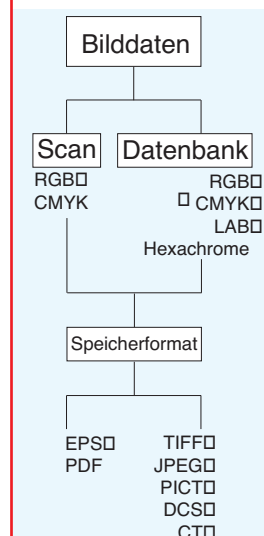 Bilddaten
Scan
RGB
CMYK
Datenbank
RGB
CMYK
LAB
Hexachrome
Speicherformat
EPS
PDF
TIFF
JPEG
PICT
DCS
CT